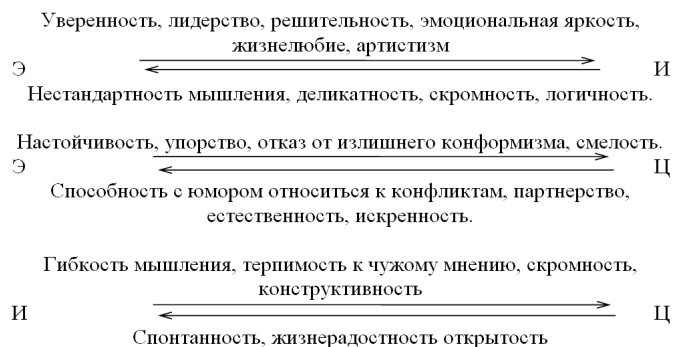 Уверенность, лидерство, решительность, эмоциональная яркость,
жизнелюбие, артистизм
Э И
Нестандартность мышления, деликатность, скромность, логичность.
Настойчивость, упорство, отказ от излишнего конформизма, смелость.
Э Ц
Способность с юмором относиться к конфликтам, партнерство,
естественность, искренность.
Гибкость мышления, терпимость к чужому мнению, скромность,
конструктивность
И Ц
Спонтанность, жизнерадостность открытость